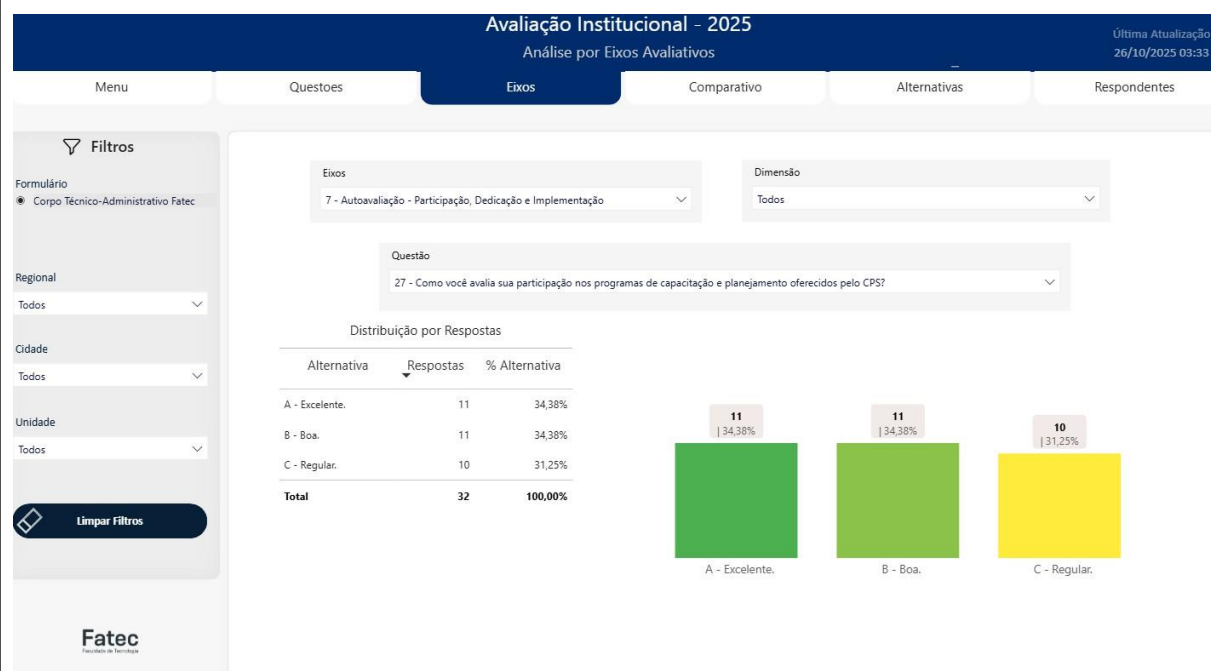 Avaliação Institucional - 2025
Análise por Eixos Avaliativos
Última Atualização
26/10/2025 03:33
Menu
Questoes
Eixos
Comparativo
Alternativas
Respondentes
Filtros
Formulário
Corpo Técnico-Administrativo Fatec
Regional
Todos
Cidade
Todos
Unidade
Todos
Limpar Filtros
Fatec
Faculdade de Tecnologia
Eixos
7 - Autoavaliação - Participação, Dedicação e Implementação
Dimensão
Todos
Questão
27 - Como você avalia sua participação nos programas de capacitação e planejamento oferecidos pelo CPS?
Distribuição por Respostas
Alternativa Respostas % Alternativa
A - Excelente. 11 34,38%
B - Boa. 11 34,38%
C - Regular. 10 31,25%
Total 32 100,00%
11
| 34,38%
11
| 34,38%
10
| 31,25%
A - Excelente.
B - Boa.
C - Regular.